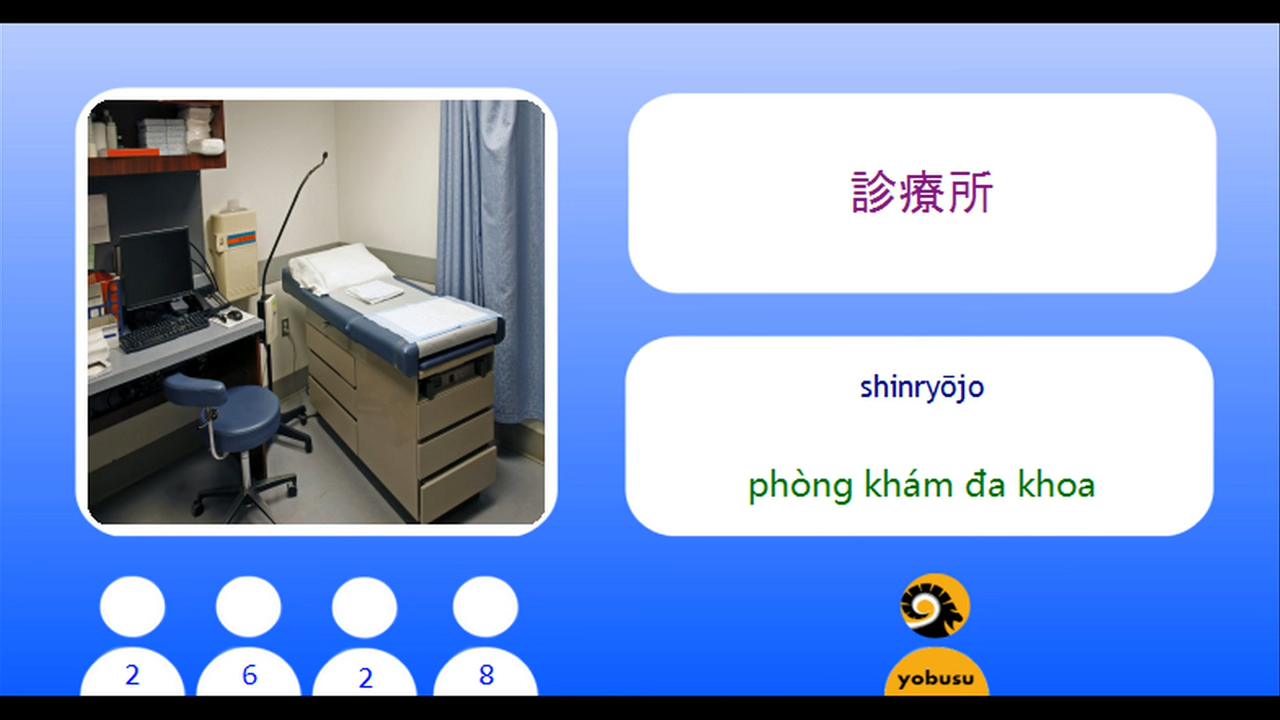 診療所
shinryōjo
phòng khám đa khoa
2 6 2 8
yobusu